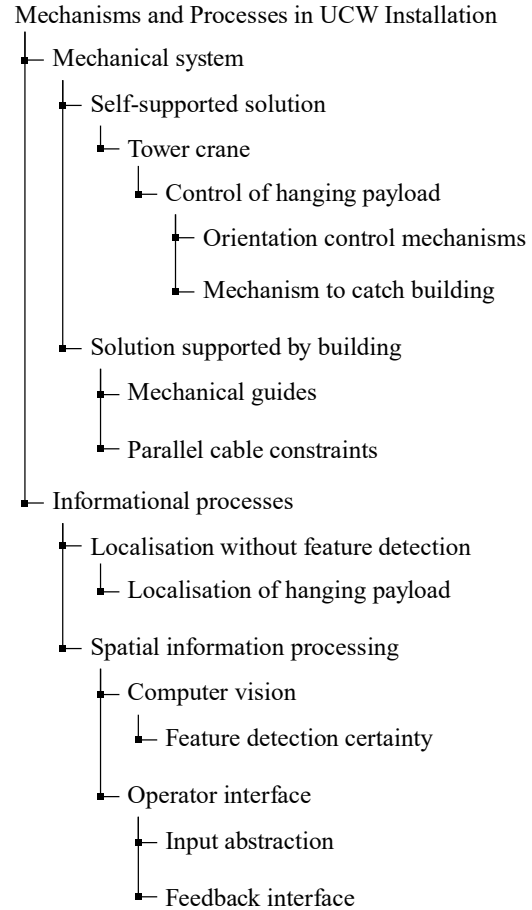 Mechanisms and Processes in UCW Installation
Mechanical system
Self-supported solution
Tower crane
Control of hanging payload
Orientation control mechanisms
Mechanism to catch building
Solution supported by building
Mechanical guides
Parallel cable constraints
Informational processes
Localisation without feature detection
Localisation of hanging payload
Spatial information processing
Computer vision
Feature detection certainty
Operator interface
Input abstraction
Feedback interface